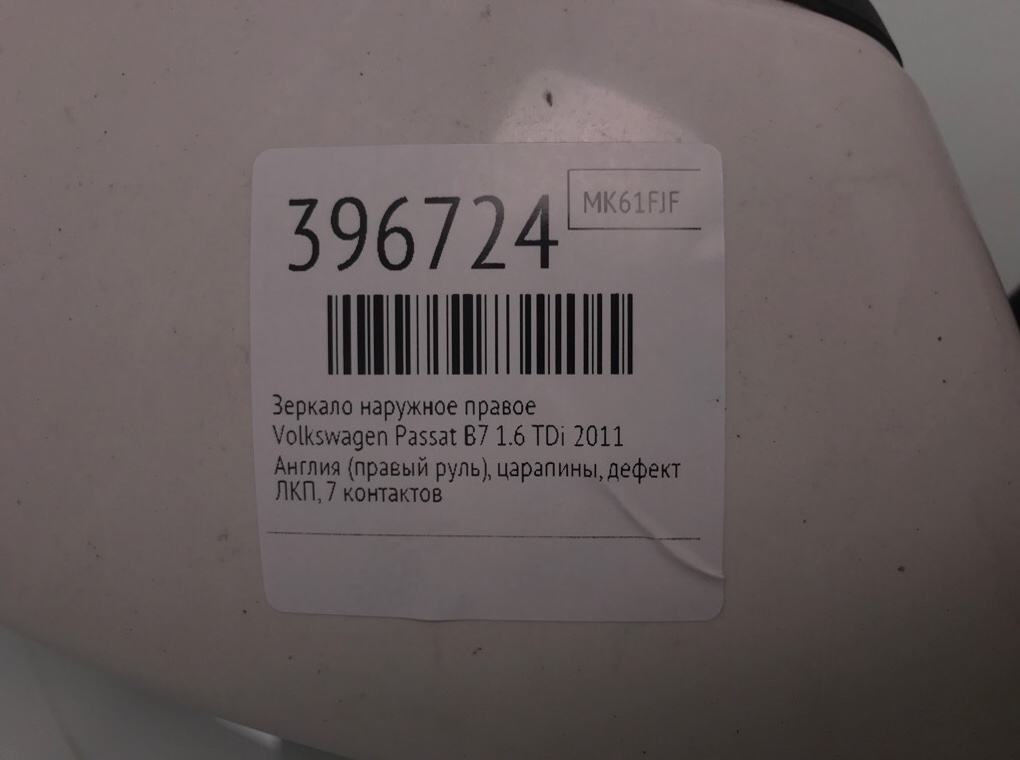 396724
MK61FJF
Зеркало наружное правое
Volkswagen Passat B7 1.6 TDi 2011
Англия (правый руль), царапины, дефект
ЛКП, 7 контактов